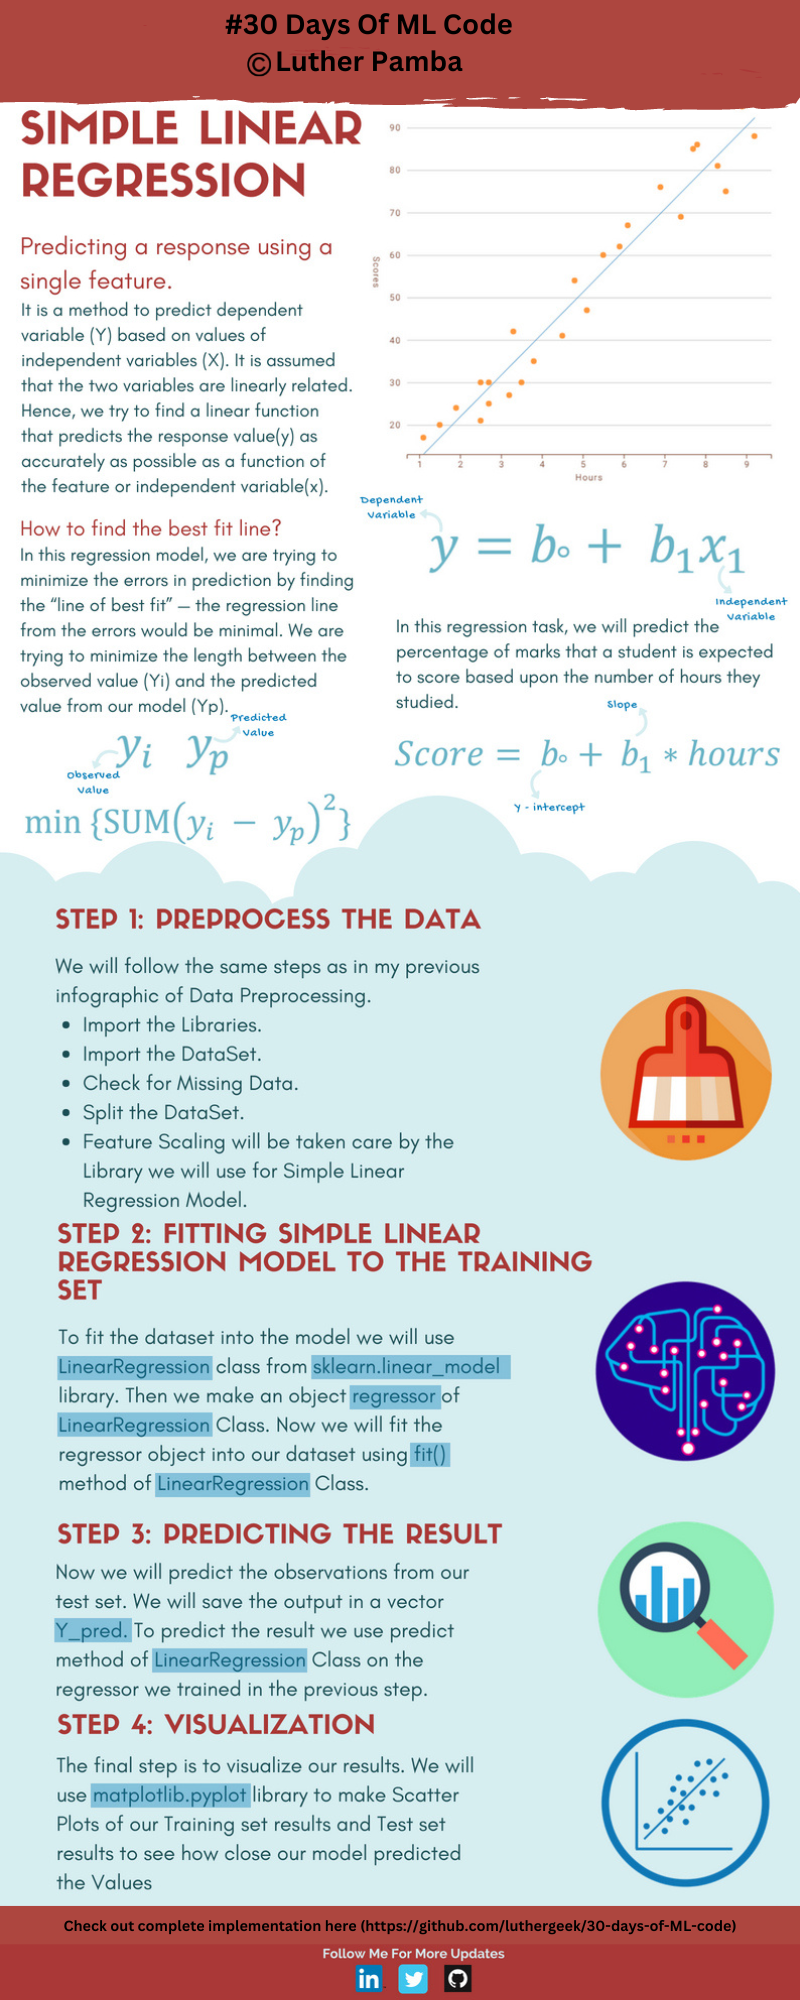 #30 Days Of ML Code
© Luther Pamba
SIMPLE LINEAR
REGRESSION
Predicting a response using a
single feature.
It is a method to predict dependent
variable (Y) based on values of
independent variables (X). It is assumed
that the two variables are linearly related.
Hence, we try to find a linear function
that predicts the response value(y) as
accurately as possible as a function of
the feature or independent variable(x).
How to find the best fit line?
In this regression model, we are trying to
minimize the errors in prediction by finding
the “line of best fit” — the regression line
from the errors would be minimal. We are
trying to minimize the length between the
observed value (Yi) and the predicted
value from our model (Yp).
Predicted
Value
yi yp
Observed
Value
min {SUM(yi − yp)²}
90
80
70
60
50
40
30
20
Scores
1 2 3 4 5 6 7 8 9
Hours
Dependent
Variable
y = b₀ + b₁x₁
Independent
Variable
In this regression task, we will predict the
percentage of marks that a student is expected
to score based upon the number of hours they
studied.
Slope
Score = b₀ + b₁ * hours
Y - intercept
STEP 1: PREPROCESS THE DATA
We will follow the same steps as in my previous
infographic of Data Preprocessing.
• Import the Libraries.
• Import the DataSet.
• Check for Missing Data.
• Split the DataSet.
• Feature Scaling will be taken care by the
Library we will use for Simple Linear
Regression Model.
STEP 2: FITTING SIMPLE LINEAR
REGRESSION MODEL TO THE TRAINING
SET
To fit the dataset into the model we will use
LinearRegression class from sklearn.linear_model
library. Then we make an object regressor of
LinearRegression Class. Now we will fit the
regressor object into our dataset using fit()
method of LinearRegression Class.
STEP 3: PREDICTING THE RESULT
Now we will predict the observations from our
test set. We will save the output in a vector
Y_pred. To predict the result we use predict
method of LinearRegression Class on the
regressor we trained in the previous step.
STEP 4: VISUALIZATION
The final step is to visualize our results. We will
use matplotlib.pyplot library to make Scatter
Plots of our Training set results and Test set
results to see how close our model predicted
the Values
Check out complete implementation here (https://github.com/luthergeek/30-days-of-ML-code)
Follow Me For More Updates
in